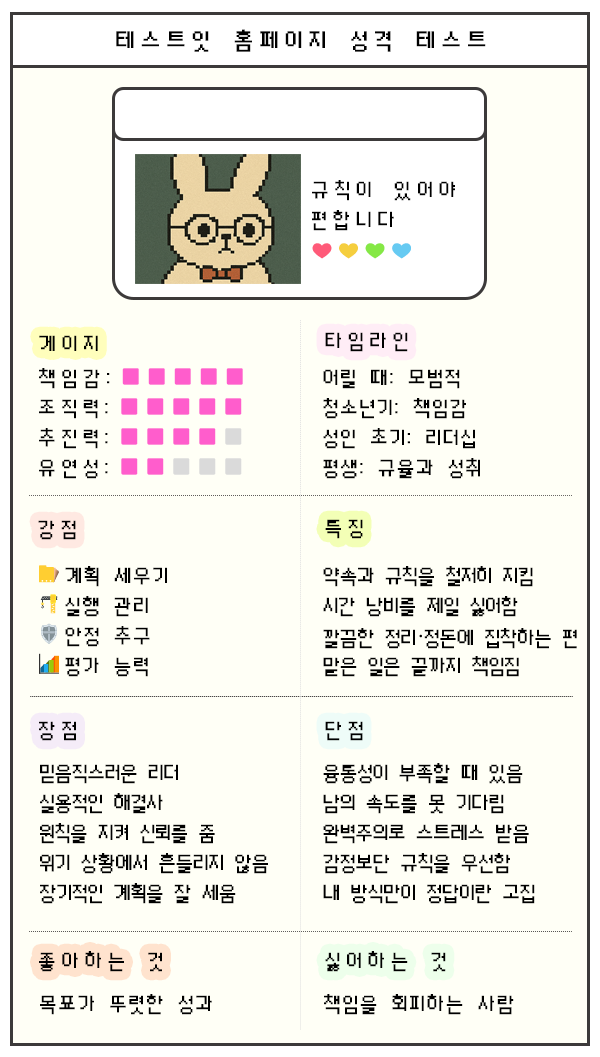 테스트잇 홈페이지 성격 테스트
규칙이 있어야
편합니다
게이지
책임감:
조직력:
추진력:
유연성:
타임라인
어릴 때: 모범적
청소년기: 책임감
성인 초기: 리더십
평생: 규율과 성취
강점
계획 세우기
실행 관리
안정 추구
평가 능력
특징
약속과 규칙을 철저히 지킴
시간 낭비를 제일 싫어함
깔끔한 정리·정돈에 집착하는 편
맡은 일은 끝까지 책임짐
장점
믿음직스러운 리더
실용적인 해결사
원칙을 지켜 신뢰를 줌
위기 상황에서 흔들리지 않음
장기적인 계획을 잘 세움
단점
융통성이 부족할 때 있음
남의 속도를 못 기다림
완벽주의로 스트레스 받음
감정보단 규칙을 우선함
내 방식만이 정답이란 고집
좋아하는 것
목표가 뚜렷한 성과
싫어하는 것
책임을 회피하는 사람